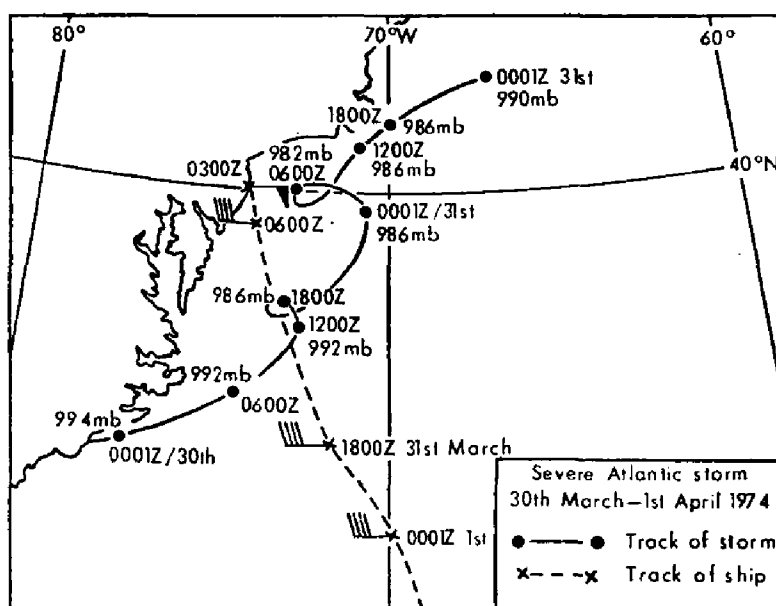 80°
70°W
60°
0001Z 31st
990mb
1800Z
986mb
982mb
1200Z
986mb
0300Z
0600Z
40°N
0001Z/31st
986mb
0600Z
986mb
1800Z
1200Z
992mb
992mb
0600Z
994mb
0001Z/30th
1800Z 31st March
0001Z 1st
Severe Atlantic storm
30th March–1st April 1974
Track of storm
Track of ship